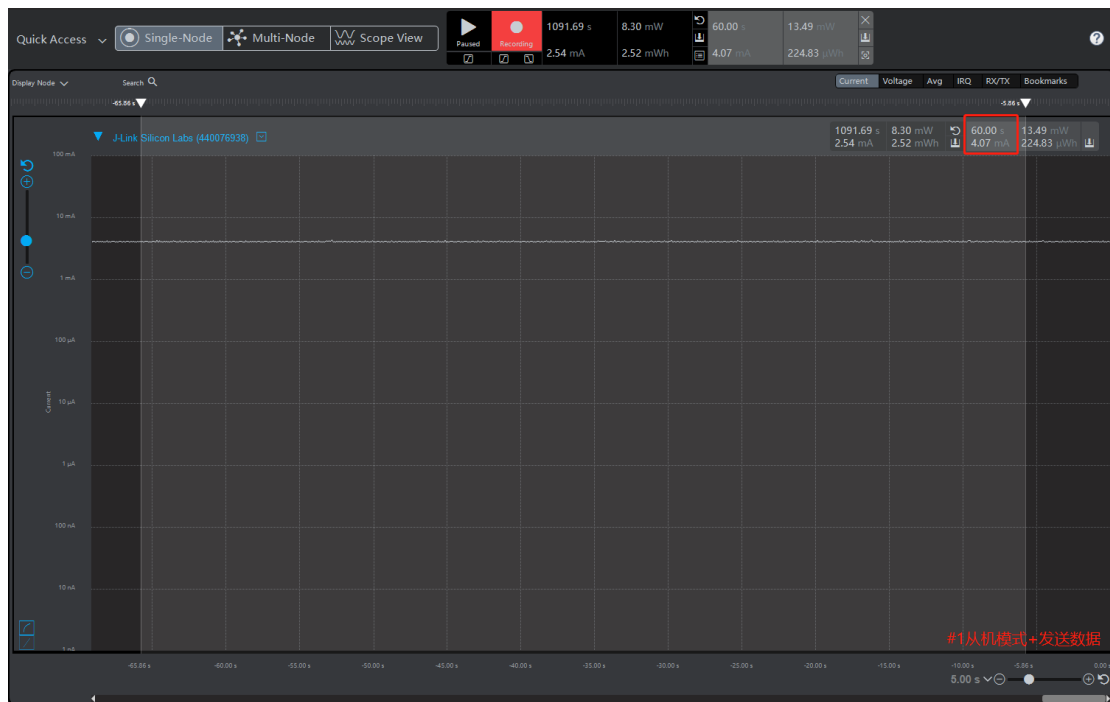 Quick Access
Single-Node
Multi-Node
Scope View
Paused
Recording
1091.69 s
8.30 mW
2.54 mA
2.52 mWh
60.00 s
13.49 mW
4.07 mA
224.83 µWh
Display Node
Search
Current
Voltage
Avg
IRQ
RX/TX
Bookmarks
-65.86 s
-5.86 s
J-Link Silicon Labs (440076938)
1091.69 s
8.30 mW
60.00 s
13.49 mW
2.54 mA
2.52 mWh
4.07 mA
224.83 µWh
100 mA
10 mA
1 mA
100 µA
10 µA
Current
1 µA
100 nA
10 nA
1 nA
#1从机模式+发送数据
-65.86 s
-60.00 s
-55.00 s
-50.00 s
-45.00 s
-40.00 s
-35.00 s
-30.00 s
-25.00 s
-20.00 s
-15.00 s
-10.00 s
-5.86 s
0.00
5.00 s